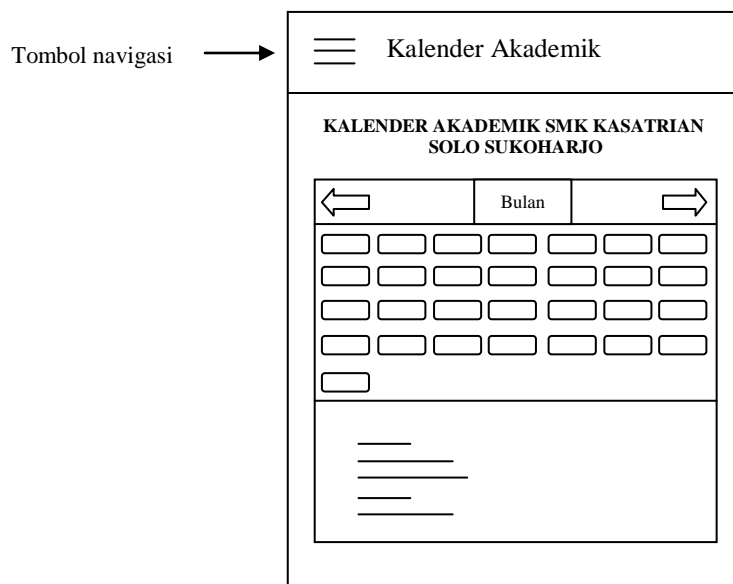 Tombol navigasi
Kalender Akademik
KALENDER AKADEMIK SMK KASATRIAN
SOLO SUKOHARJO
Bulan